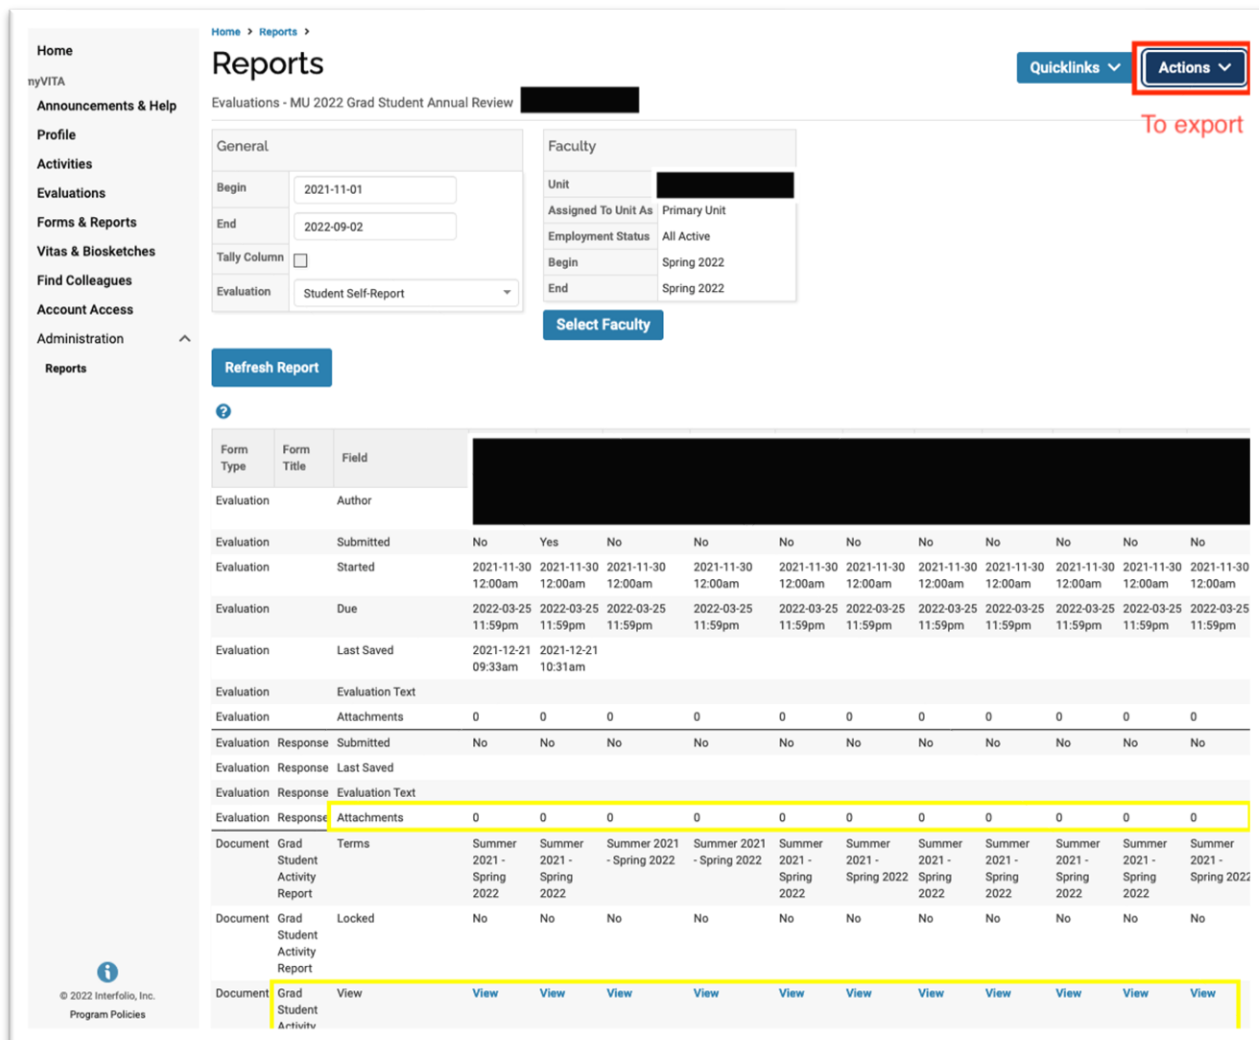 Home > Reports >
Reports
Quicklinks
Actions
To export
Evaluations - MU 2022 Grad Student Annual Review
Home
myVITA
Announcements & Help
Profile
Activities
Evaluations
Forms & Reports
Vitas & Biosketches
Find Colleagues
Account Access
Administration
Reports
General
Begin 2021-11-01
End 2022-09-02
Tally Column
Evaluation Student Self-Report
Faculty
Unit
Assigned To Unit As Primary Unit
Employment Status All Active
Begin Spring 2022
End Spring 2022
Select Faculty
Refresh Report
?
Form Form Field
Type Title
Evaluation Author
Evaluation Submitted No Yes No No No No No No No No No
Evaluation Started 2021-11-30 2021-11-30 2021-11-30 2021-11-30 2021-11-30 2021-11-30 2021-11-30 2021-11-30 2021-11-30 2021-11-30 2021-11-30
12:00am 12:00am 12:00am 12:00am 12:00am 12:00am 12:00am 12:00am 12:00am 12:00am 12:00am
Evaluation Due 2022-03-25 2022-03-25 2022-03-25 2022-03-25 2022-03-25 2022-03-25 2022-03-25 2022-03-25 2022-03-25 2022-03-25 2022-03-25
11:59pm 11:59pm 11:59pm 11:59pm 11:59pm 11:59pm 11:59pm 11:59pm 11:59pm 11:59pm 11:59pm
Evaluation Last Saved 2021-12-21 2021-12-21
09:33am 10:31am
Evaluation Evaluation Text
Evaluation Attachments 0 0 0 0 0 0 0 0 0 0 0
Evaluation Response Submitted No No No No No No No No No No No
Evaluation Response Last Saved
Evaluation Response Evaluation Text
Evaluation Response Attachments 0 0 0 0 0 0 0 0 0 0 0
Document Grad Terms Summer Summer Summer 2021 Summer 2021 Summer Summer Summer Summer Summer Summer Summer
Student 2021 - 2021 - - Spring 2022 - Spring 2022 2021 - 2021 - 2021 - 2021 - 2021 - 2021 - 2021 -
Activity Spring Spring Spring Spring 2022 Spring Spring Spring Spring Spring 2022
Report 2022 2022 2022 2022 2022 2022 2022
Document Grad Locked No No No No No No No No No No No
Student
Activity
Report
Document Grad View View View View View View View View View View View View
Student
Activity
© 2022 Interfolio, Inc.
Program Policies